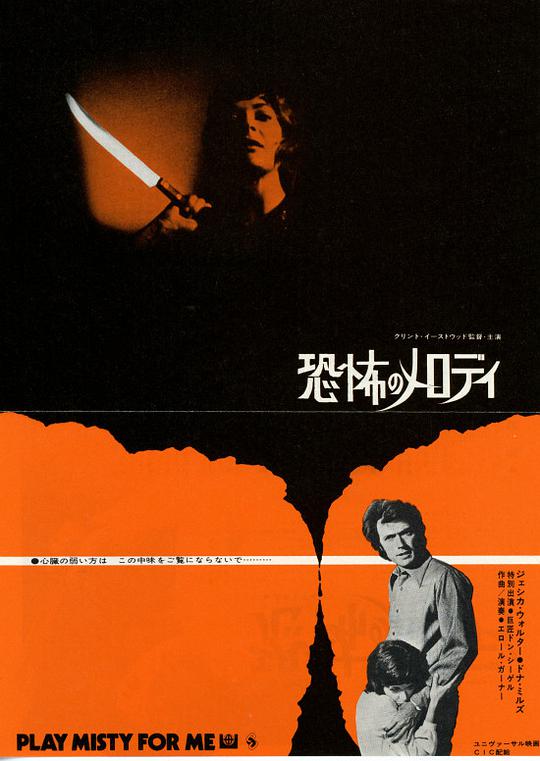 クリント・イーストウッド監督・主演
恐怖のメロディ
●心臓の弱い方は この中味をご覧にならないで………
ジェシカ・ウォルター●ドナ・ミルズ
特別出演●巨匠ドン・シーゲル
作曲/演奏●エロール・ガーナー
PLAY MISTY FOR ME
ユニヴァーサル映画
CIC配給